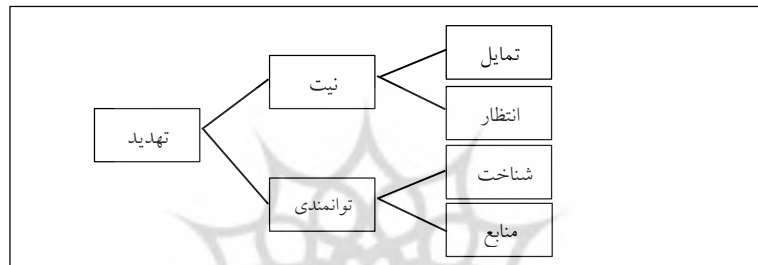 تمایل
نیت
انتظار
تهدید
شناخت
توانمندی
منابع